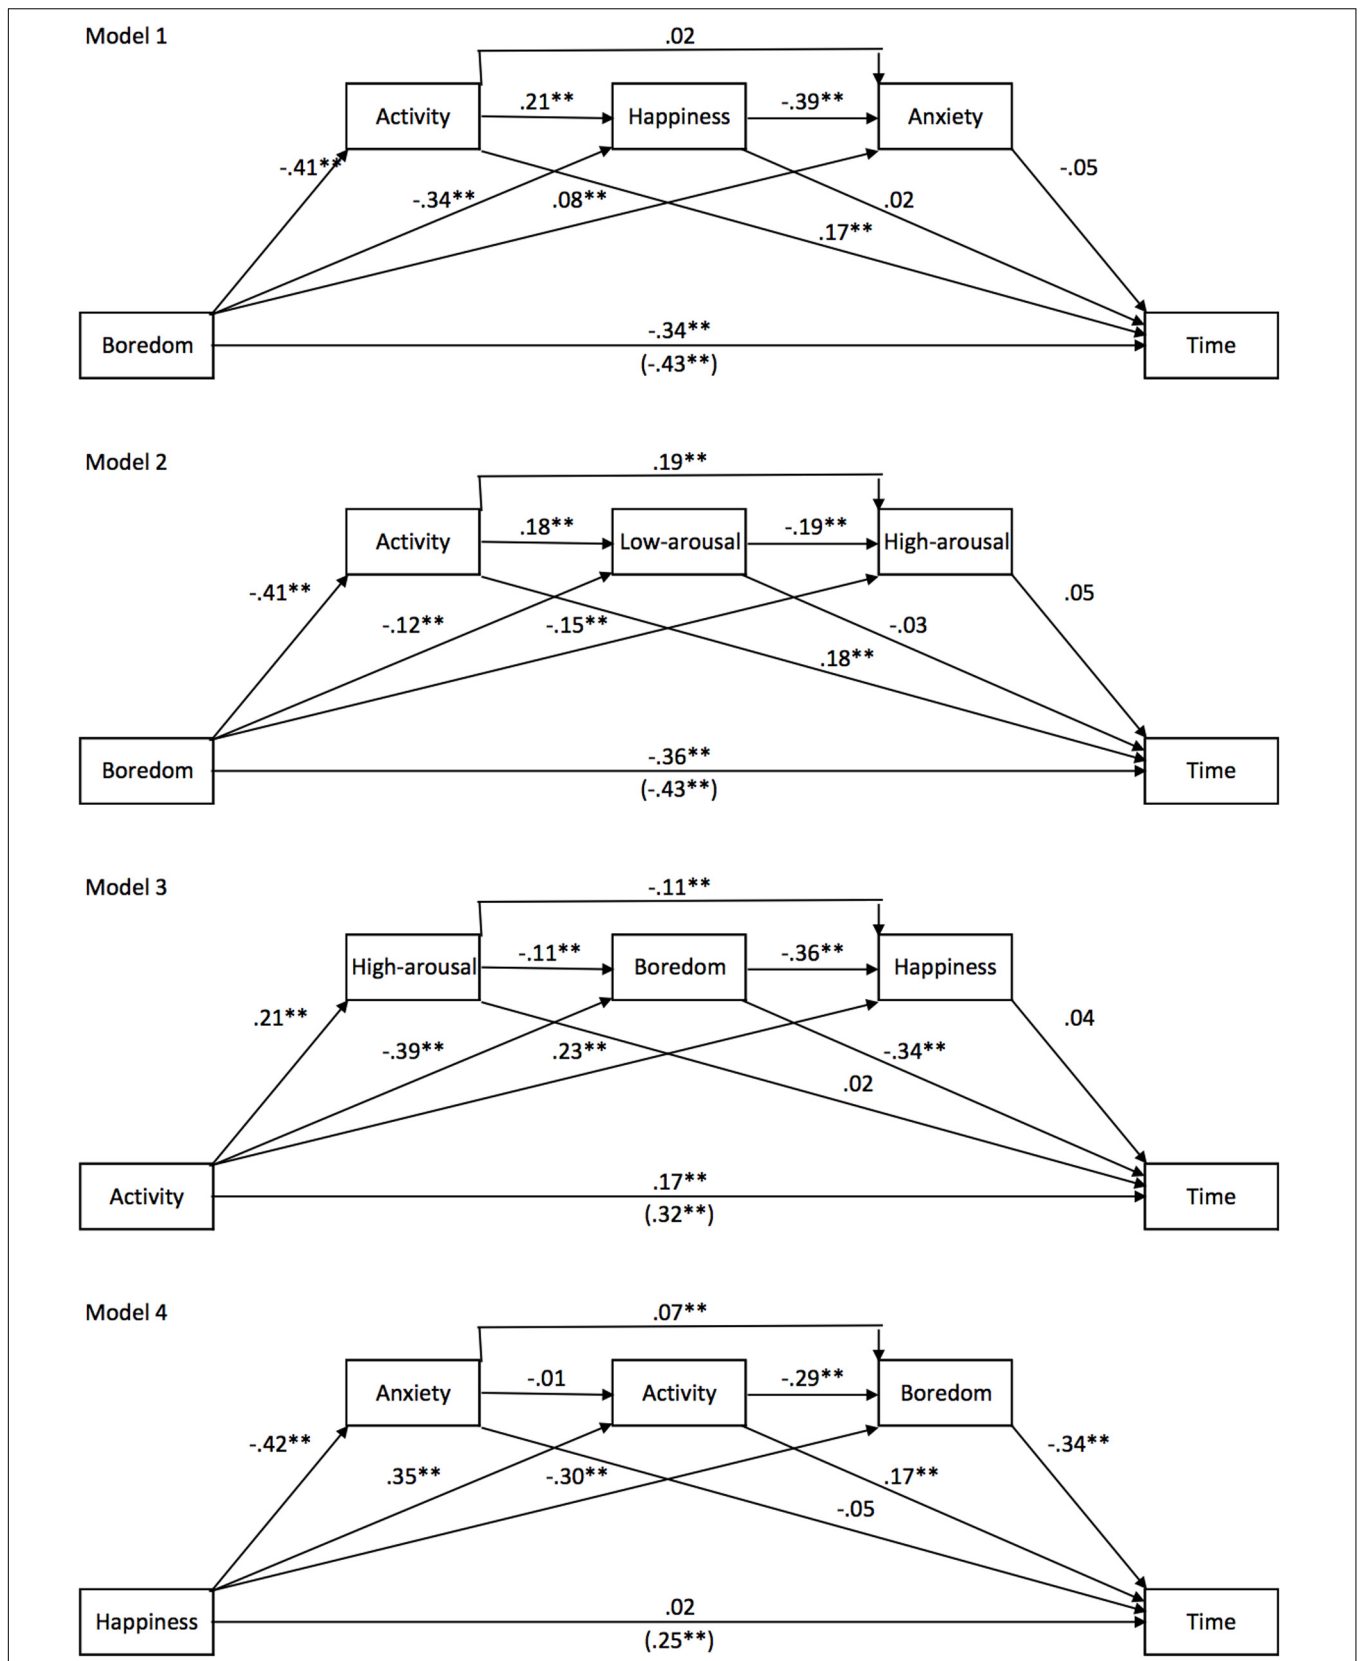 Model 1
.02
Activity
.21**
Happiness
-.39**
Anxiety
-.41**
-.34**
.08**
.02
-.05
.17**
Boredom
-.34**
(-.43**)
Time
Model 2
.19**
Activity
.18**
Low-arousal
-.19**
High-arousal
-.41**
-.12**
-.15**
-.03
.05
.18**
Boredom
-.36**
(-.43**)
Time
Model 3
-.11**
High-arousal
-.11**
Boredom
-.36**
Happiness
.21**
-.39**
.23**
-.34**
.04
.02
Activity
.17**
(.32**)
Time
Model 4
.07**
Anxiety
-.01
Activity
-.29**
Boredom
-.42**
.35**
-.30**
.17**
-.34**
-.05
Happiness
.02
(.25**)
Time